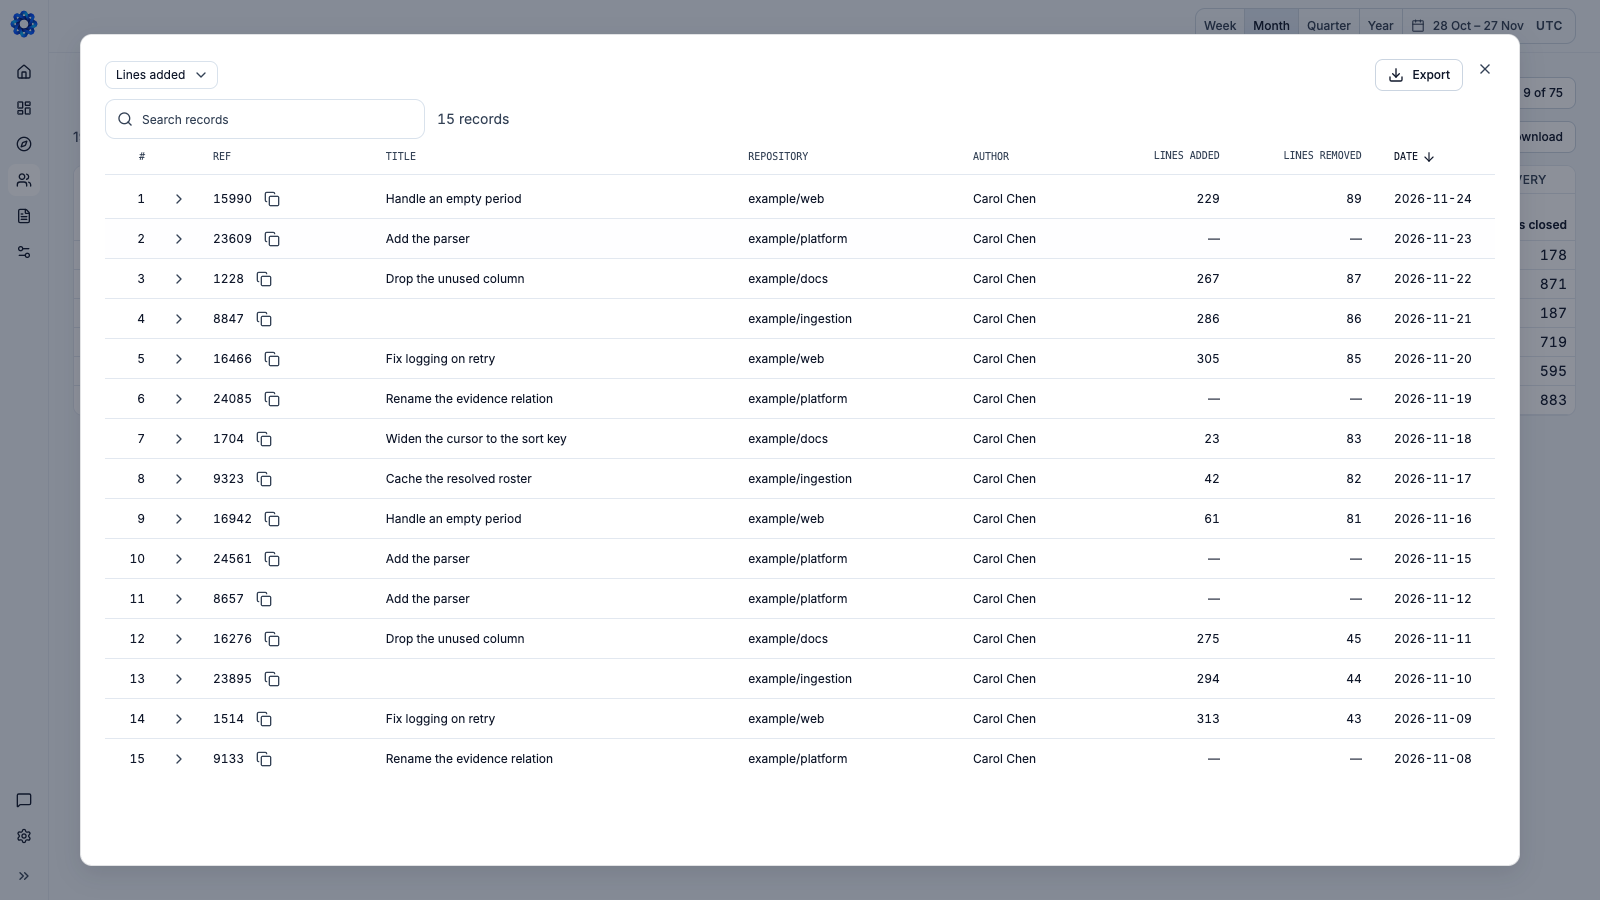 Week Month Quarter Year 28 Oct – 27 Nov UTC
Lines added
Export
9 of 75
Search records
15 records
# REF TITLE REPOSITORY AUTHOR LINES ADDED LINES REMOVED DATE
1 15990 Handle an empty period example/web Carol Chen 229 89 2026-11-24
2 23609 Add the parser example/platform Carol Chen — — 2026-11-23
3 1228 Drop the unused column example/docs Carol Chen 267 87 2026-11-22
4 8847 example/ingestion Carol Chen 286 86 2026-11-21
5 16466 Fix logging on retry example/web Carol Chen 305 85 2026-11-20
6 24085 Rename the evidence relation example/platform Carol Chen — — 2026-11-19
7 1704 Widen the cursor to the sort key example/docs Carol Chen 23 83 2026-11-18
8 9323 Cache the resolved roster example/ingestion Carol Chen 42 82 2026-11-17
9 16942 Handle an empty period example/web Carol Chen 61 81 2026-11-16
10 24561 Add the parser example/platform Carol Chen — — 2026-11-15
11 8657 Add the parser example/platform Carol Chen — — 2026-11-12
12 16276 Drop the unused column example/docs Carol Chen 275 45 2026-11-11
13 23895 example/ingestion Carol Chen 294 44 2026-11-10
14 1514 Fix logging on retry example/web Carol Chen 313 43 2026-11-09
15 9133 Rename the evidence relation example/platform Carol Chen — — 2026-11-08
closed
178
871
187
719
595
883